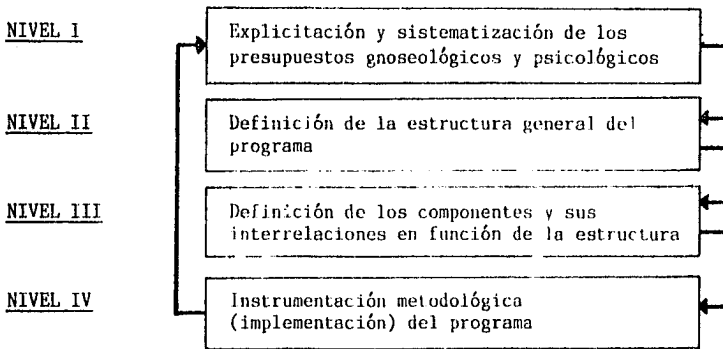 NIVEL I
Explicitación y sistematización de los
presupuestos gnoseológicos y psicológicos
NIVEL II
Definición de la estructura general del
programa
NIVEL III
Definición de los componentes y sus
interrelaciones en función de la estructura
NIVEL IV
Instrumentación metodológica
(implementación) del programa